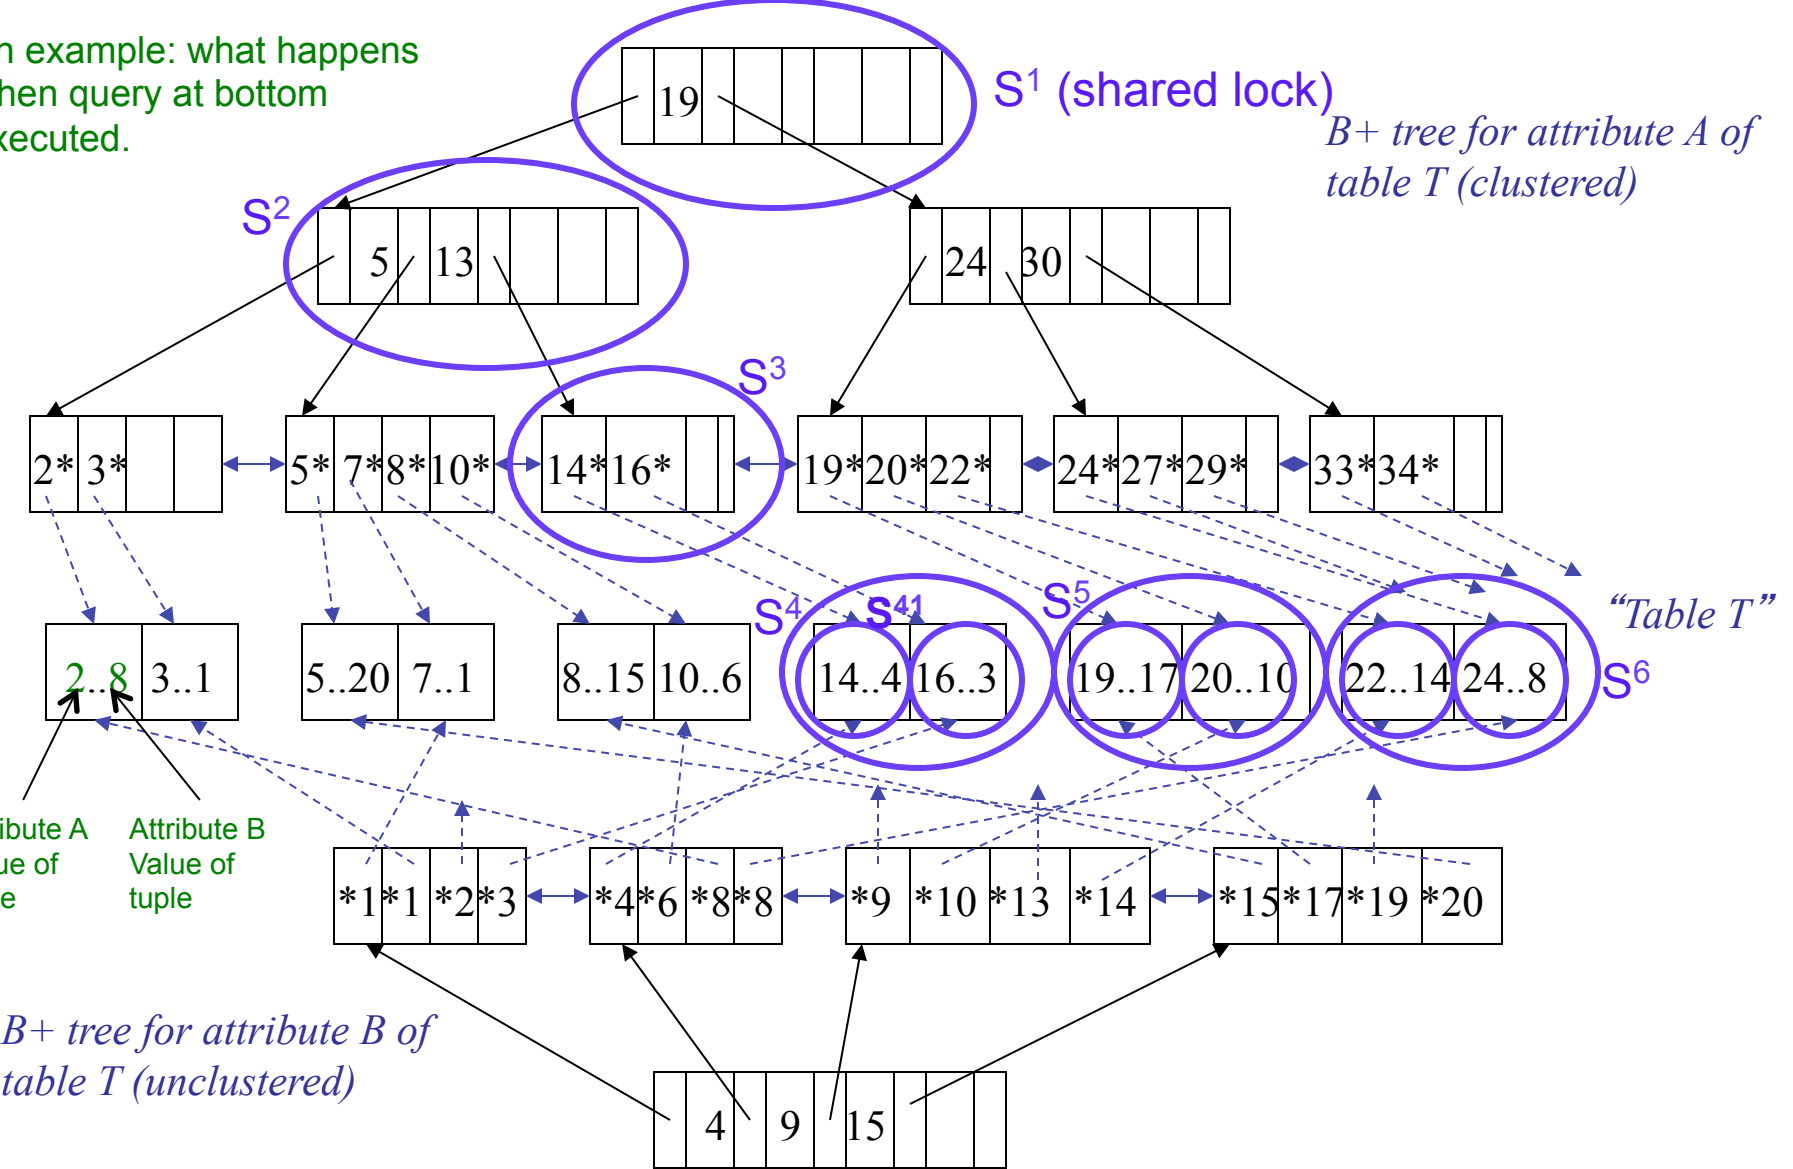 n example: what happens
hen query at bottom
xecuted.
19
S1 (shared lock)
B+ tree for attribute A of
table T (clustered)
S2
5 13
24 30
S3
2* 3*
5* 7* 8* 10*
14* 16*
19* 20* 22*
24* 27* 29*
33* 34*
S4
S41
S5
“Table T”
2..8 3..1
5..20 7..1
8..15 10..6
14..4 16..3
19..17 20..10
22..14 24..8
S6
ibute A
ue of
e
Attribute B
Value of
tuple
*1 *1 *2 *3
*4 *6 *8 *8
*9 *10 *13 *14
*15 *17 *19 *20
B+ tree for attribute B of
table T (unclustered)
4 9 15